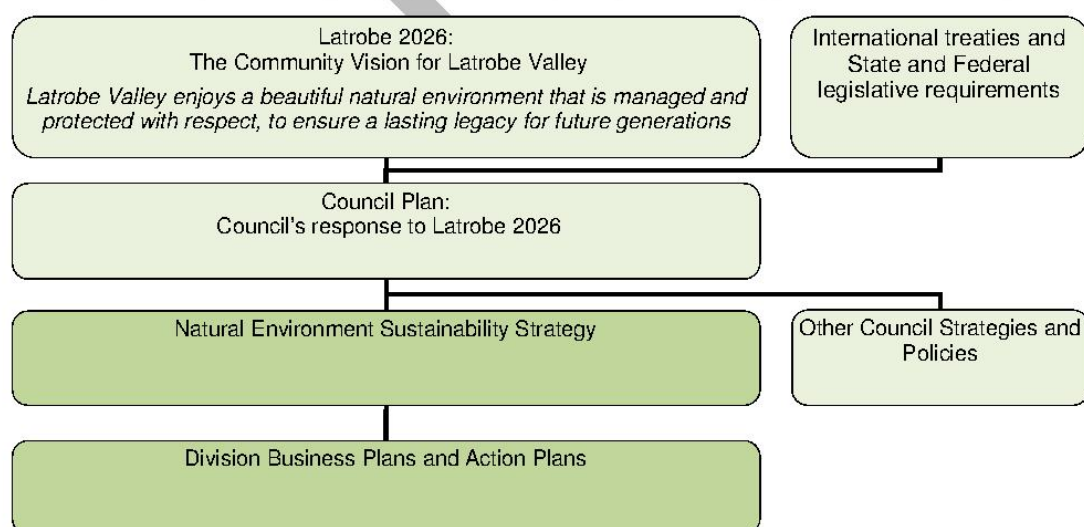 Latrobe 2026:
The Community Vision for Latrobe Valley
Latrobe Valley enjoys a beautiful natural environment that is managed and
protected with respect, to ensure a lasting legacy for future generations
International treaties and
State and Federal
legislative requirements
Council Plan:
Council's response to Latrobe 2026
Natural Environment Sustainability Strategy
Other Council Strategies and
Policies
Division Business Plans and Action Plans